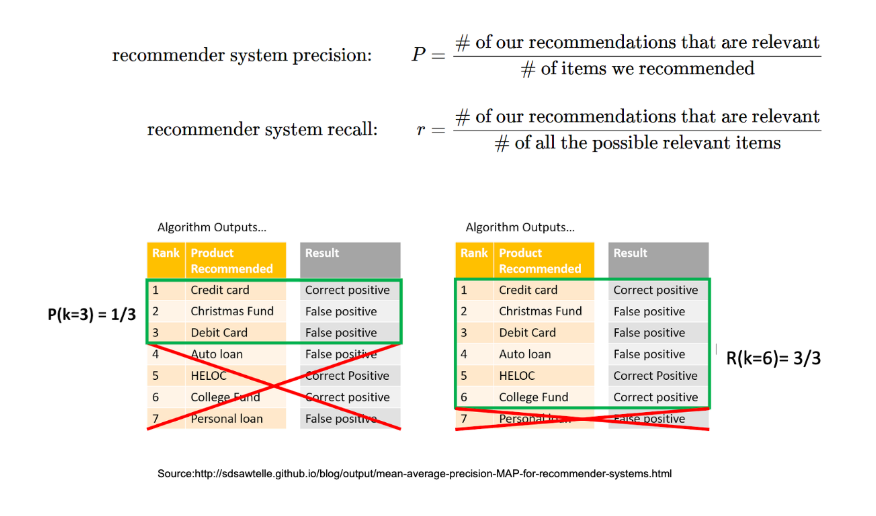 recommender system precision: P = # of our recommendations that are relevant / # of items we recommended
recommender system recall: r = # of our recommendations that are relevant / # of all the possible relevant items
Algorithm Outputs...
Rank Product Recommended Result
1 Credit card Correct positive
2 Christmas Fund False positive
3 Debit Card False positive
4 Auto loan False positive
5 HELOC Correct Positive
6 College Fund Correct positive
7 Personal loan False positive
P(k=3) = 1/3
Algorithm Outputs...
Rank Product Recommended Result
1 Credit card Correct positive
2 Christmas Fund False positive
3 Debit Card False positive
4 Auto loan False positive
5 HELOC Correct Positive
6 College Fund Correct positive
7 Personal loan False positive
R(k=6)= 3/3
Source:http://sdsawtelle.github.io/blog/output/mean-average-precision-MAP-for-recommender-systems.html